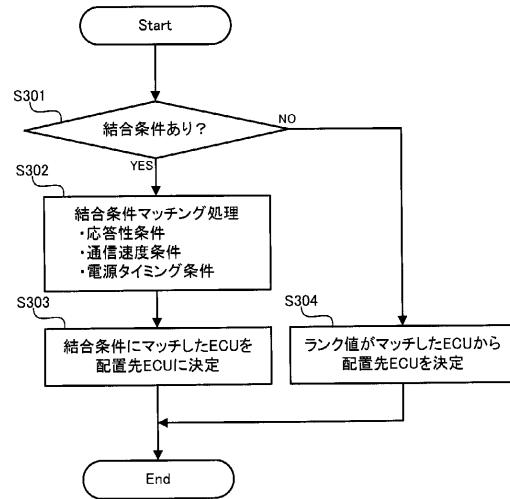 Start
S301
結合条件あり?
NO
YES
S302
結合条件マッチング処理
・応答性条件
・通信速度条件
・電源タイミング条件
S303
結合条件にマッチしたECUを
配置先ECUに決定
S304
ランク値がマッチしたECUから
配置先ECUを決定
End